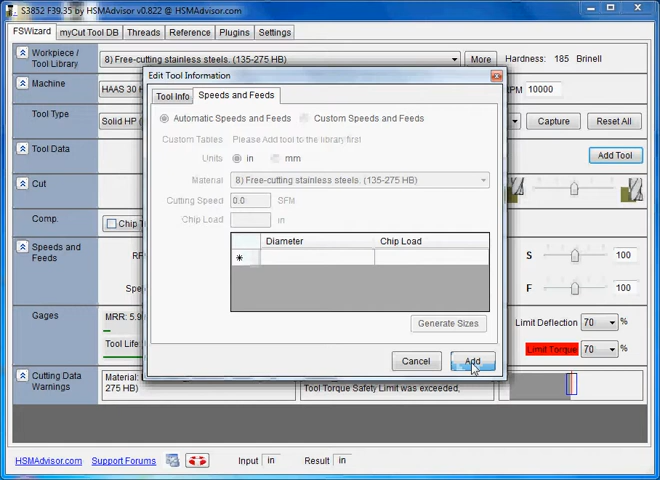 S3852 F39.35 by HSMAdvisor v0.822 @ HSMAdvisor.com
FSWizard myCut Tool DB Threads Reference Plugins Settings
Workpiece / Tool Library
8) Free-cutting stainless steels. (135-275 HB) More Hardness: 185 Brinell
Edit Tool Information
Machine HAAS 30 RPM 10000
Tool Info Speeds and Feeds
Tool Type Solid HP Capture Reset All
Automatic Speeds and Feeds Custom Speeds and Feeds
Custom Tables Please Add tool to the library first
Tool Data Units in mm Add Tool
Material 8) Free-cutting stainless steels. (135-275 HB)
Cut
Cutting Speed 0.0 SFM
Comp. Chip Chip Load in
Diameter Chip Load
Speeds and Feeds S 100
*
F 100
Gages MRR: 5.9 Generate Sizes Limit Deflection 70 %
Tool Life: Limit Torque 70 %
Cancel Add
Cutting Data Warnings
Material: 275 HB) Tool Torque Safety Limit was exceeded,
HSMAdvisor.com Support Forums Input in Result in